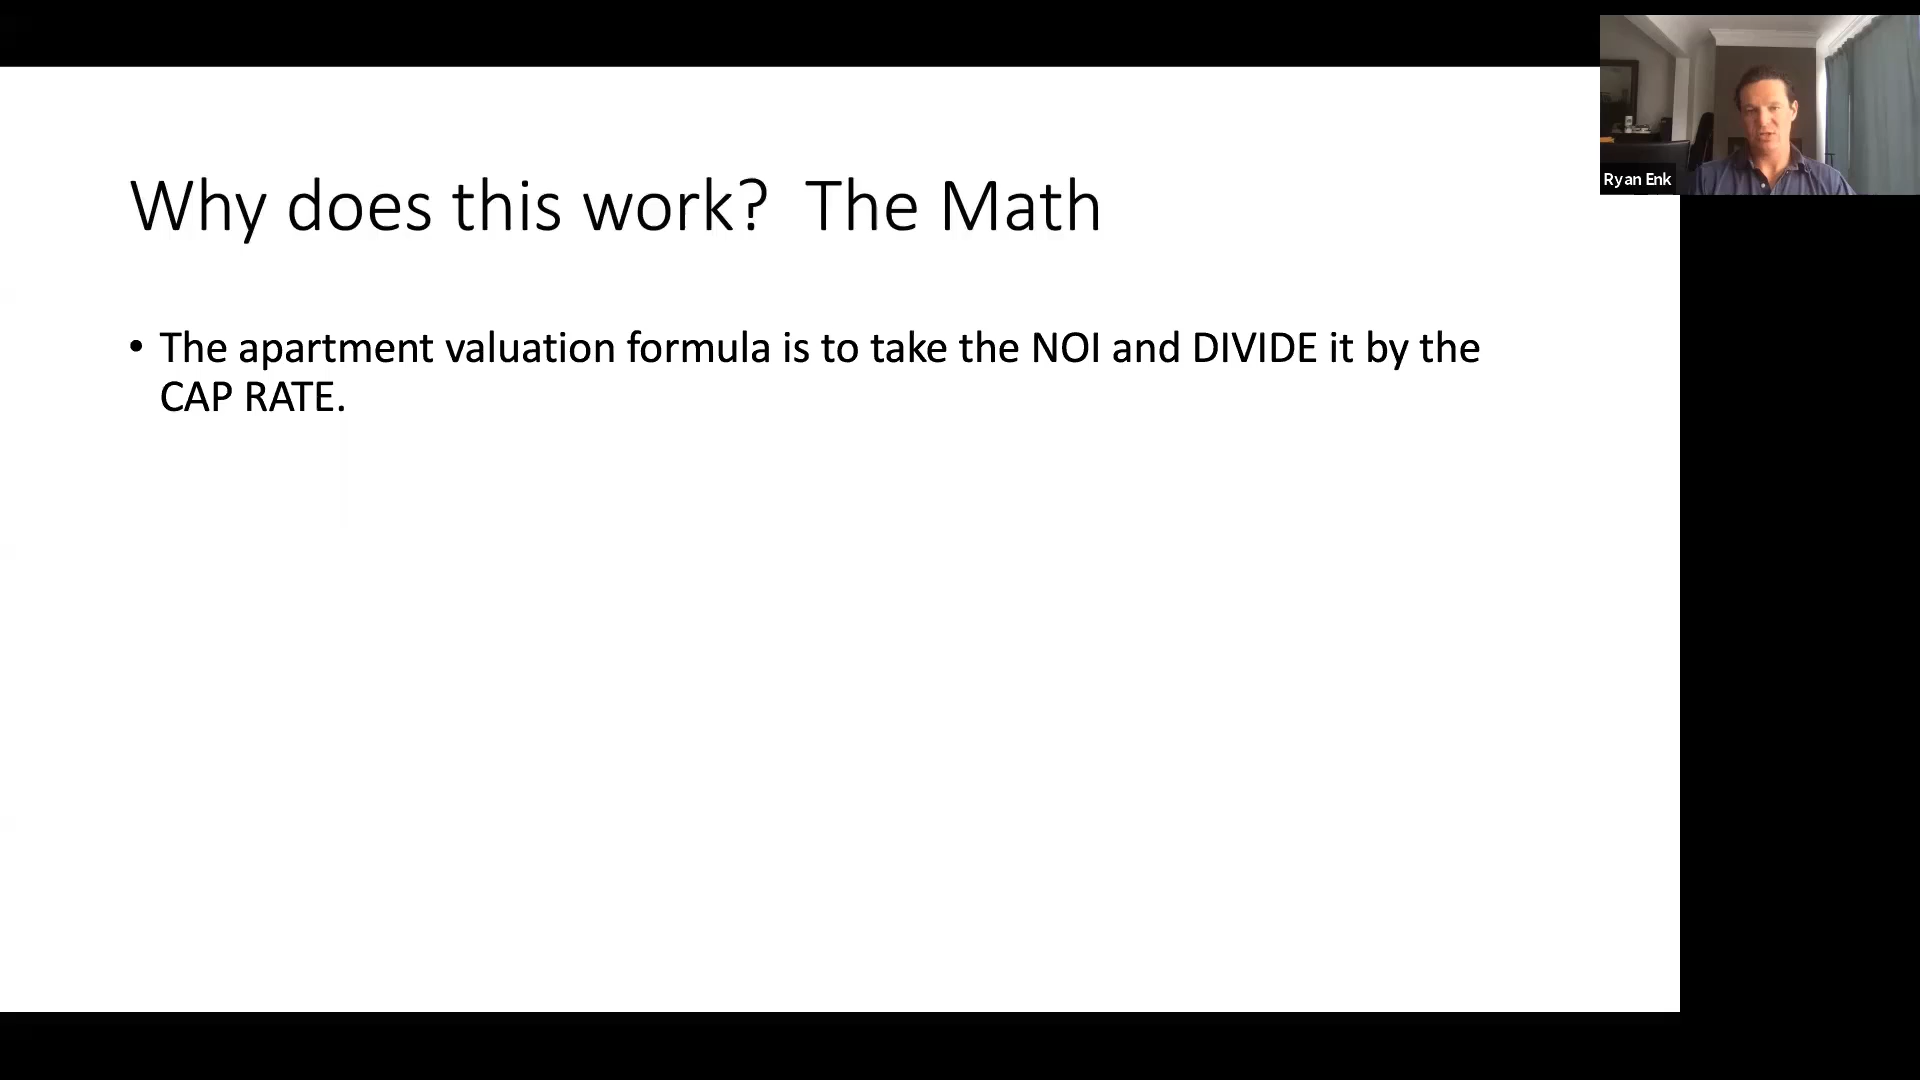 Ryan Enk
Why does this work?  The Math
• The apartment valuation formula is to take the NOI and DIVIDE it by the
CAP RATE.